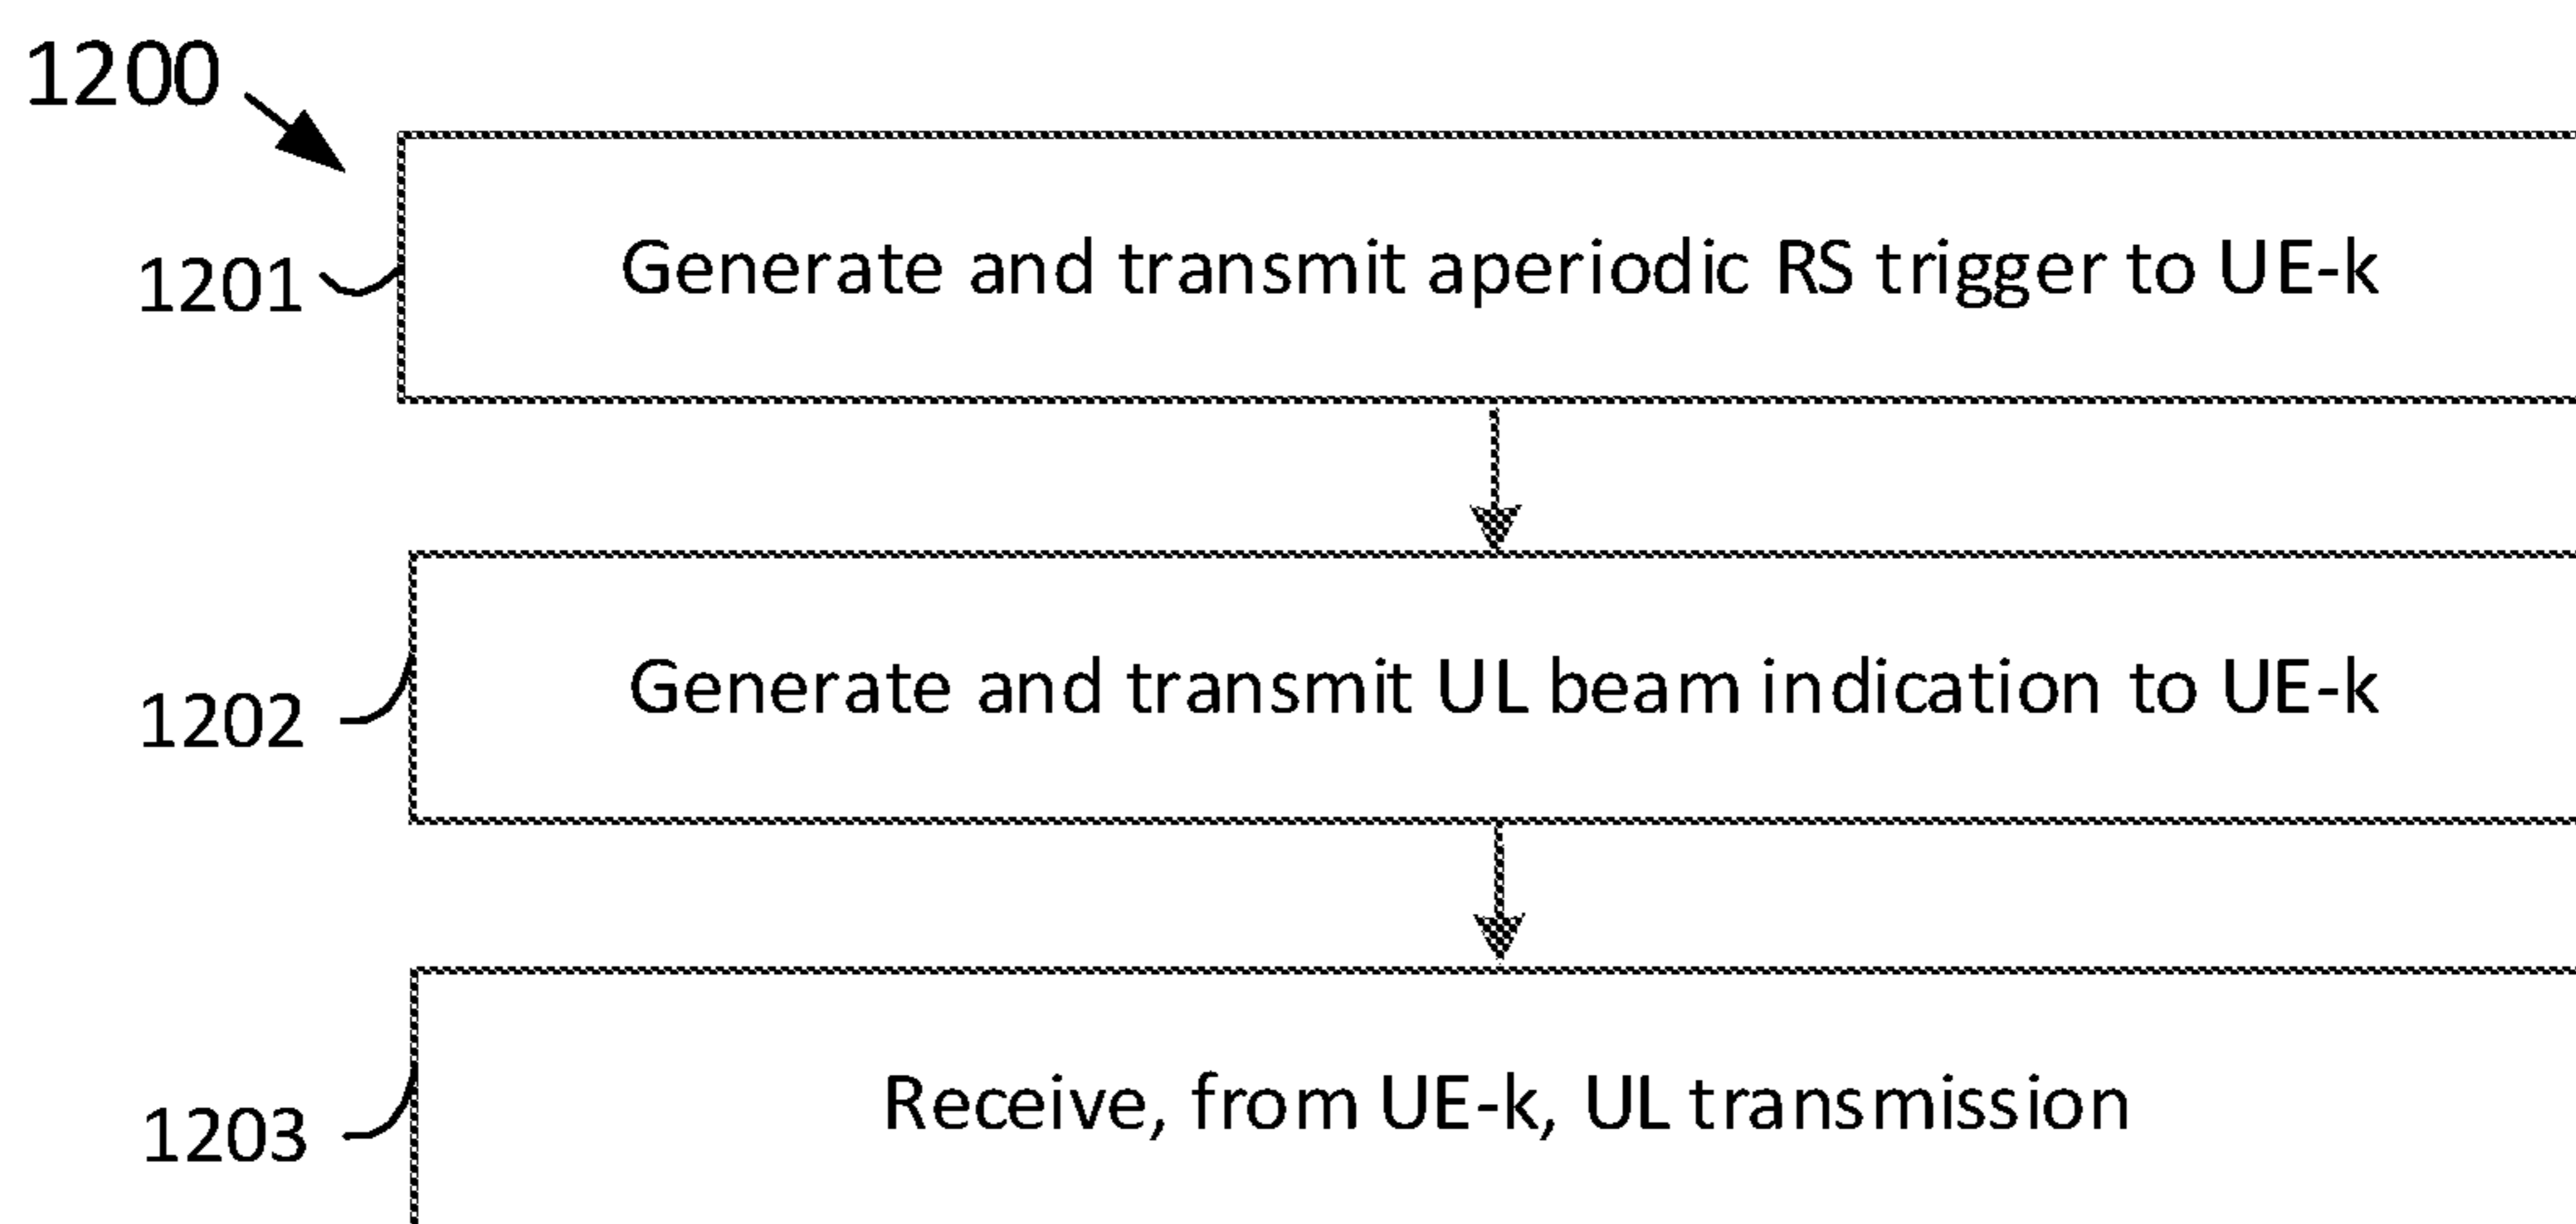 1200
1201 Generate and transmit aperiodic RS trigger to UE-k
1202 Generate and transmit UL beam indication to UE-k
1203 Receive, from UE-k, UL transmission